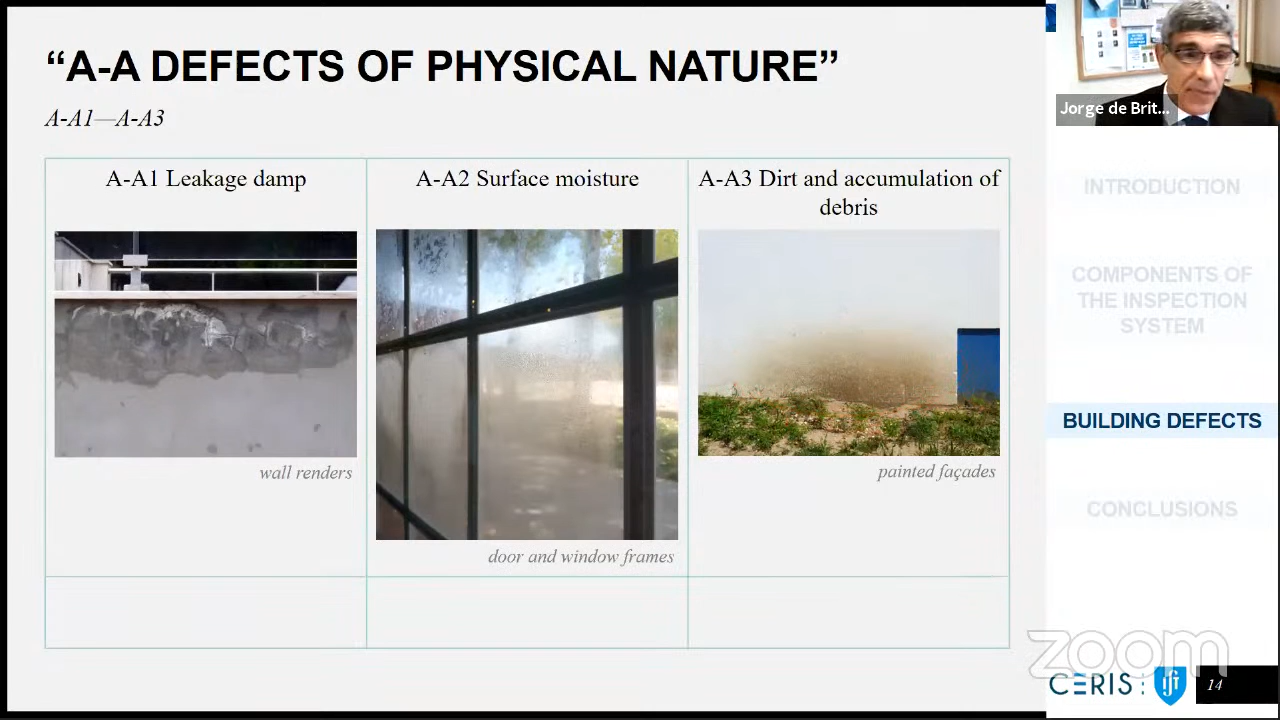 “A-A DEFECTS OF PHYSICAL NATURE”
A-A1—A-A3
A-A1 Leakage damp
A-A2 Surface moisture
A-A3 Dirt and accumulation of
debris
wall renders
door and window frames
painted façades
Jorge de Brit...
INTRODUCTION
COMPONENTS OF
THE INSPECTION
SYSTEM
BUILDING DEFECTS
CONCLUSIONS
zoom
CERIS
14